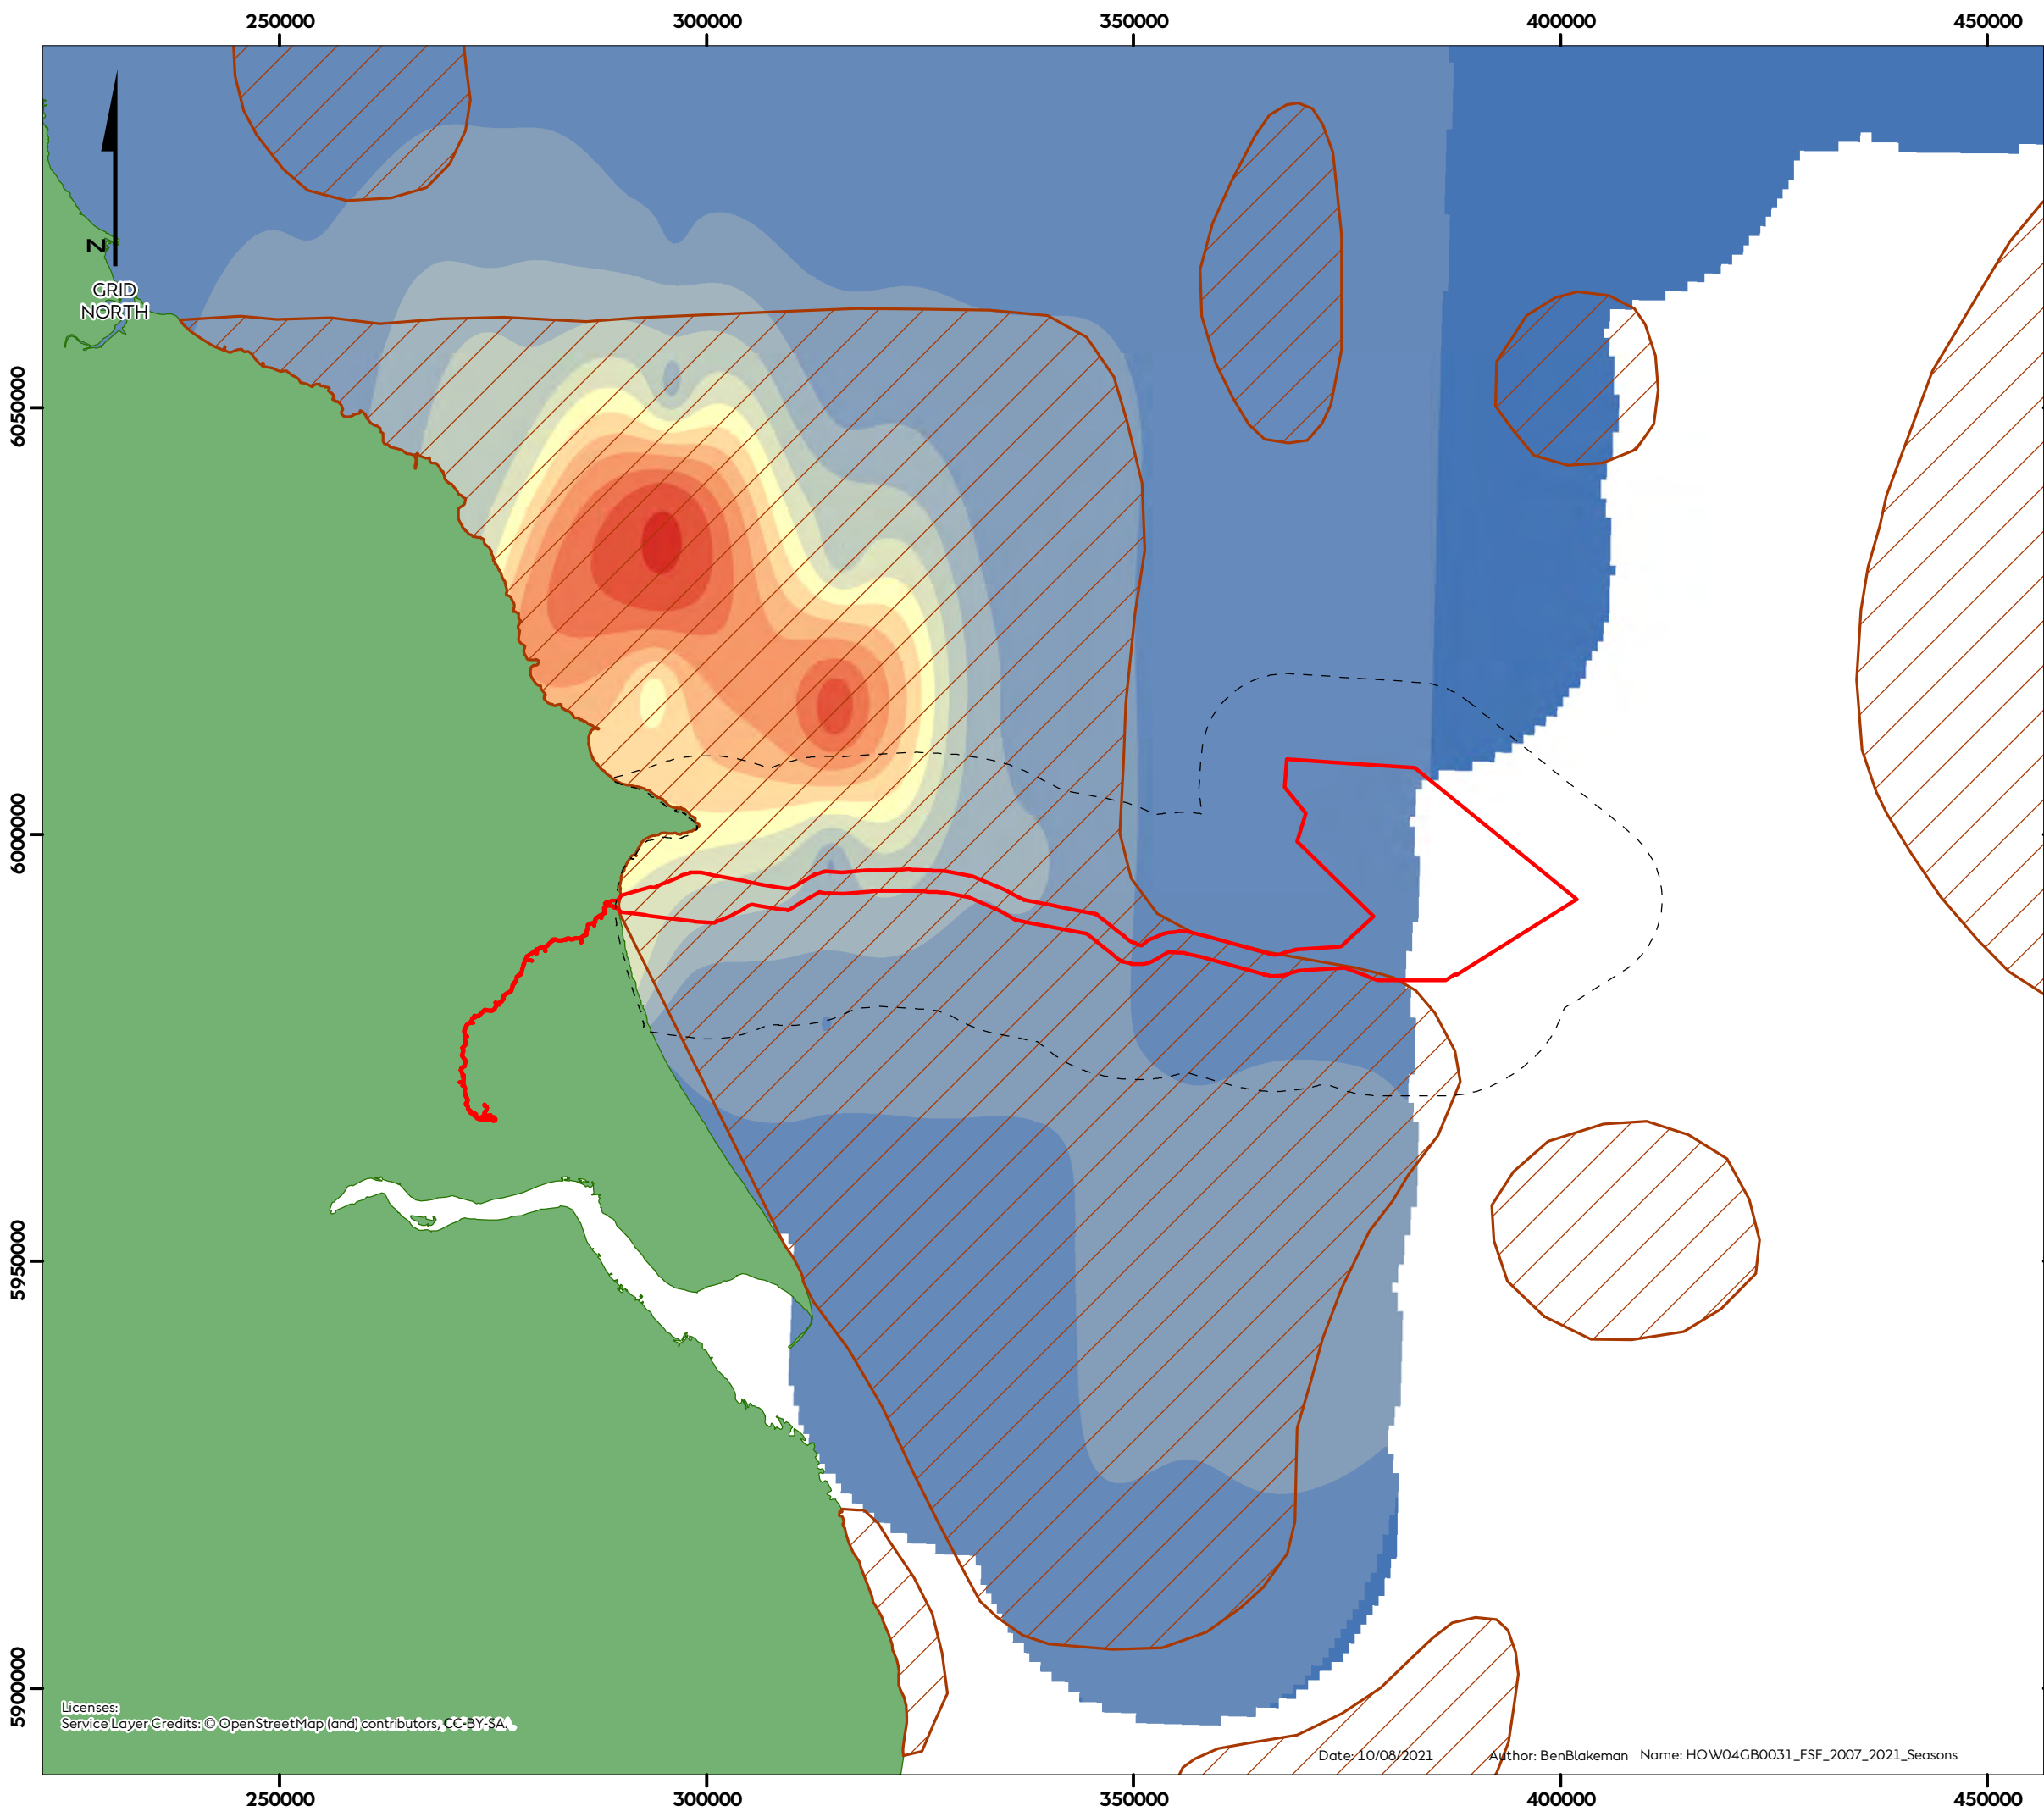 250000 300000 350000 400000 450000
N
GRID
NORTH
6050000
6000000
5950000
5900000
Licenses:
Service Layer Credits: © OpenStreetMap (and) contributors, CC-BY-SA.
Date: 10/08/2021 Author: BenBlakeman Name: HOW04GB0031_FSF_2007_2021_Seasons
250000 300000 350000 400000 450000